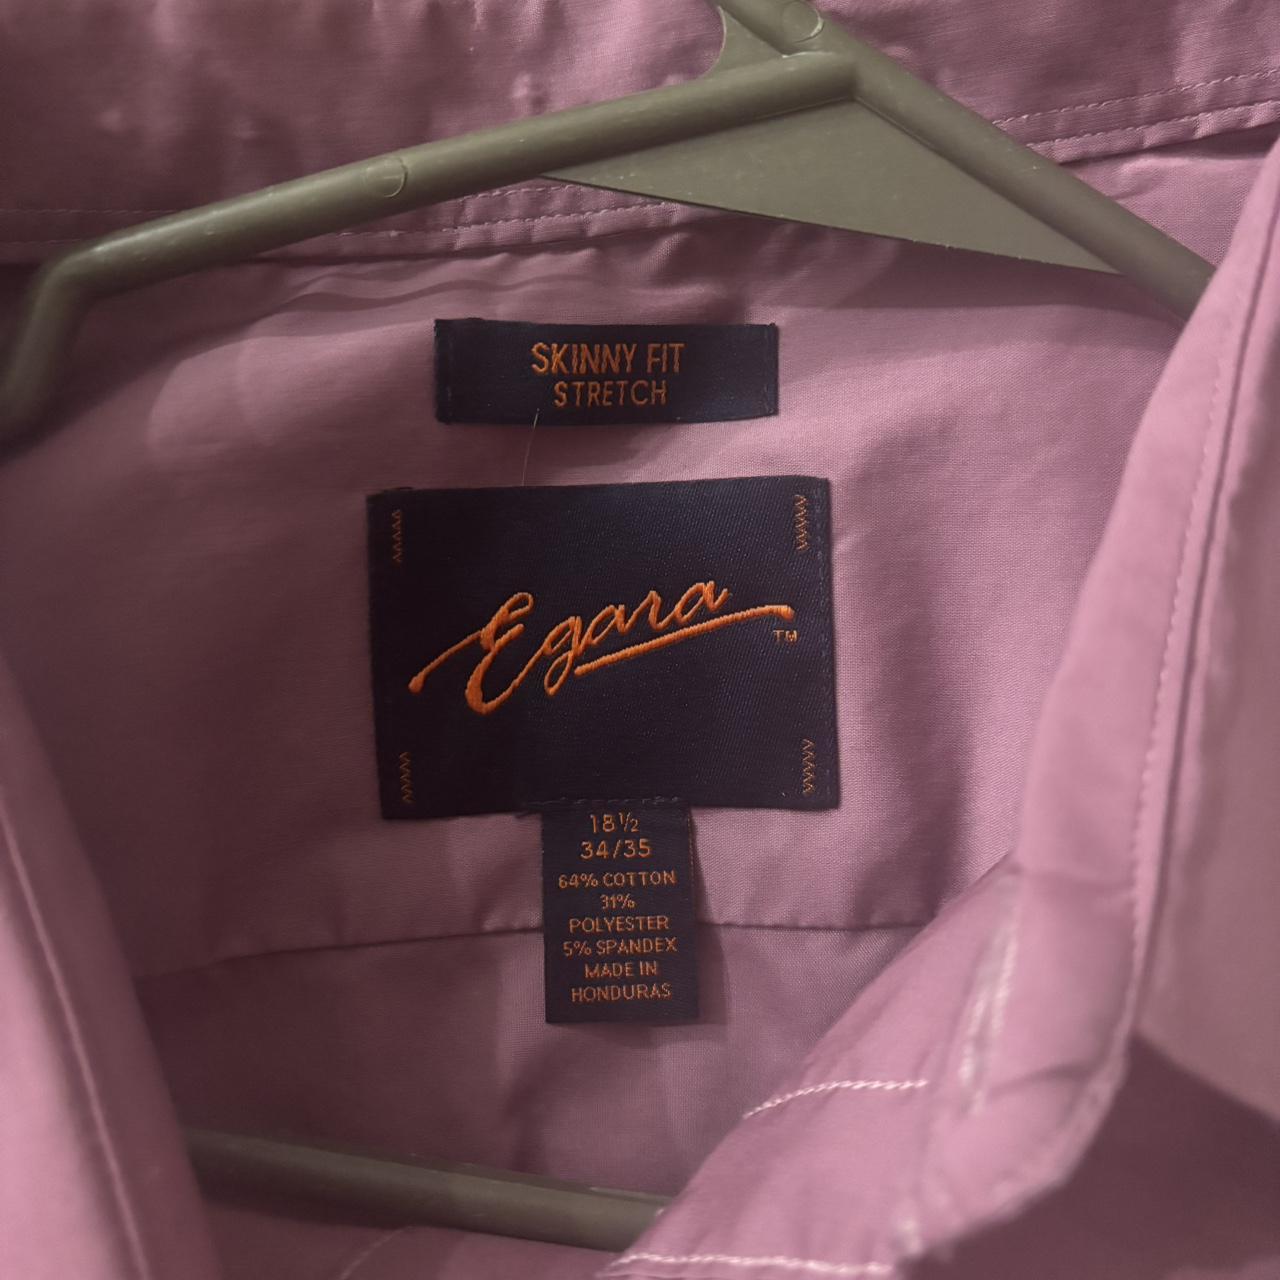 SKINNY FIT
STRETCH
Egara
TM
18½
34/35
64% COTTON
31%
POLYESTER
5% SPANDEX
MADE IN
HONDURAS